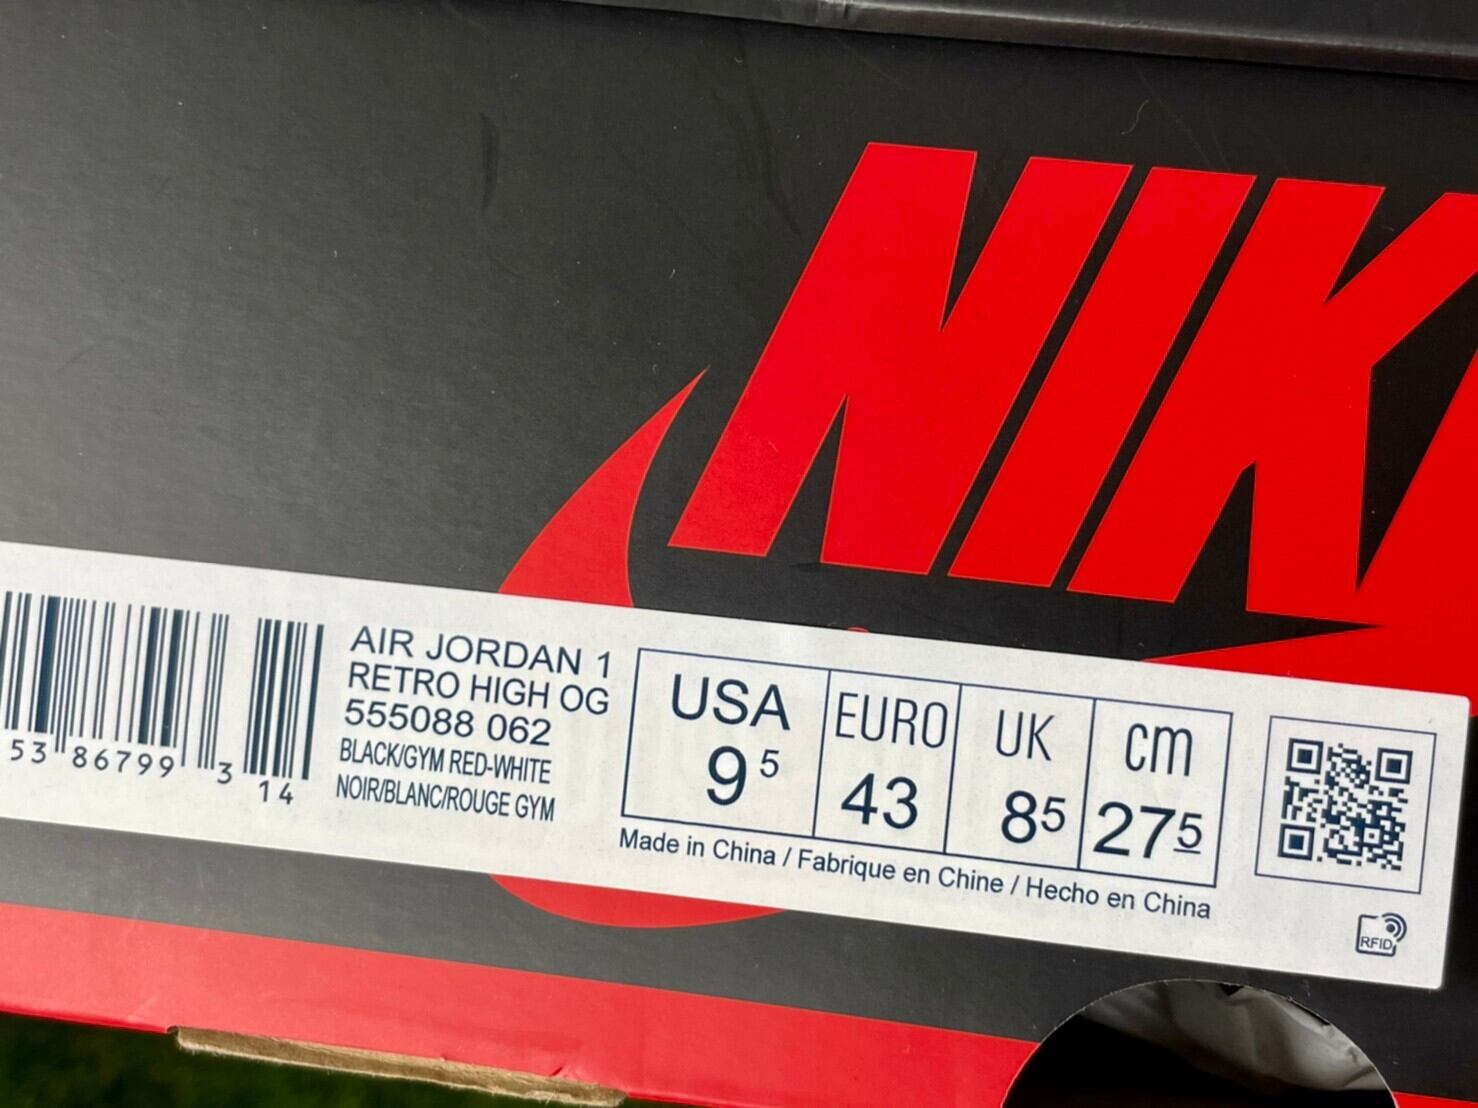 NIK
AIR JORDAN 1
RETRO HIGH OG
555088 062
BLACK/GYM RED-WHITE
NOIR/BLANC/ROUGE GYM
53 86799 3
14
USA
9 5
EURO
43
UK
8 5
cm
27 5
Made in China / Fabrique en Chine / Hecho en China
RFID